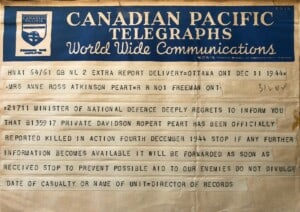 CANADIAN PACIFIC
TELEGRAPHS
World Wide Communications
HNA1 54/51 GB NL 2 EXTRA REPORT DELIVERY=OTTAWA ONT DEC 11 1944=
MRS ANNE ROSS ATKINSON PEART=R R NO1 FREEMAN ONT:
=21711 MINISTER OF NATIONAL DEFENCE DEEPLY REGRETS TO INFORM YOU
THAT B135917 PRIVATE DAVIDSON ROPERT PEART HAS BEEN OFFICIALLY
REPORTED KILLED IN ACTION FOURTH DECEMBER 1944 STOP IF ANY FURTHER
INFORMATION BECOMES AVAILABLE IT WILL BE FORWARDED AS SOON AS
RECEIVED STOP TO PREVENT POSSIBLE AID TO OUR ENEMIES DO NOT DIVULGE
DATE OF CASUALTY OR NAME OF UNIT=DIRECTOR OF RECORDS